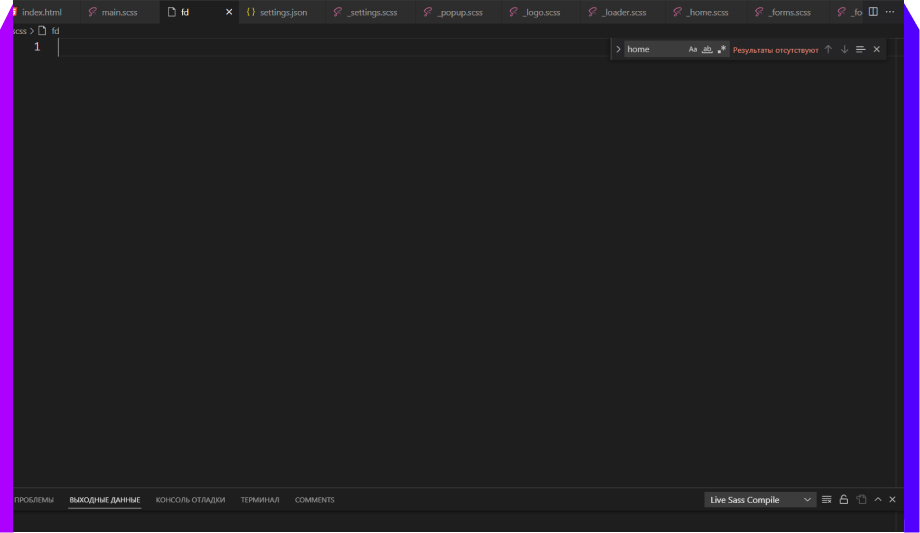 index.html main.scss fd settings.json _settings.scss _popup.scss _logo.scss _loader.scss _home.scss _forms.scss _fo
scss > fd
1
home Aa ab Результаты отсутствуют
ПРОБЛЕМЫ ВЫХОДНЫЕ ДАННЫЕ КОНСОЛЬ ОТЛАДКИ ТЕРМИНАЛ COMMENTS Live Sass Compile